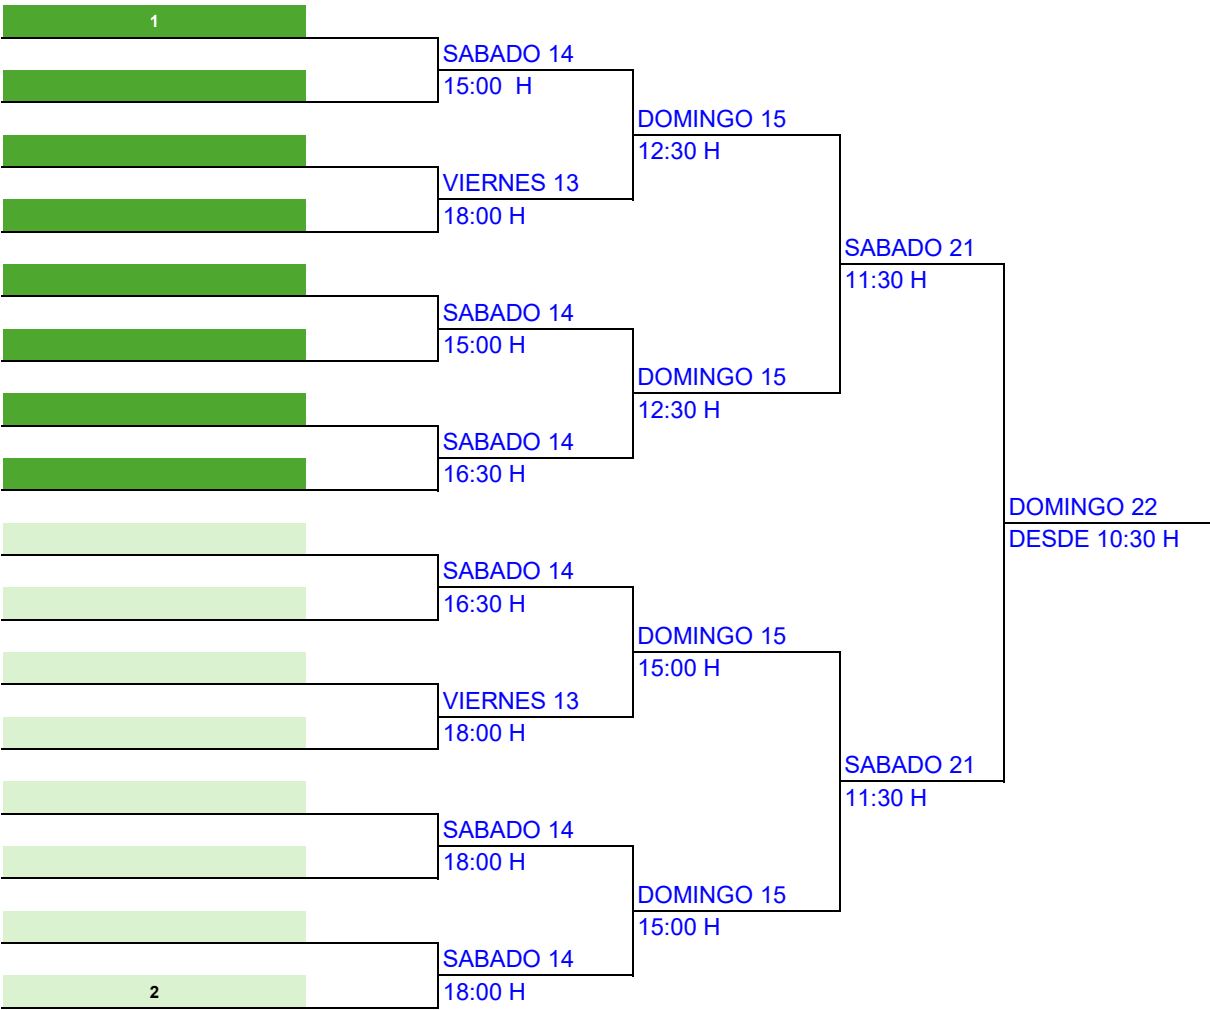 1
SABADO 14
15:00  H
DOMINGO 15
12:30 H
VIERNES 13
18:00 H
SABADO 21
11:30 H
SABADO 14
15:00 H
DOMINGO 15
12:30 H
SABADO 14
16:30 H
DOMINGO 22
DESDE 10:30 H
SABADO 14
16:30 H
DOMINGO 15
15:00 H
VIERNES 13
18:00 H
SABADO 21
11:30 H
SABADO 14
18:00 H
DOMINGO 15
15:00 H
SABADO 14
18:00 H
2